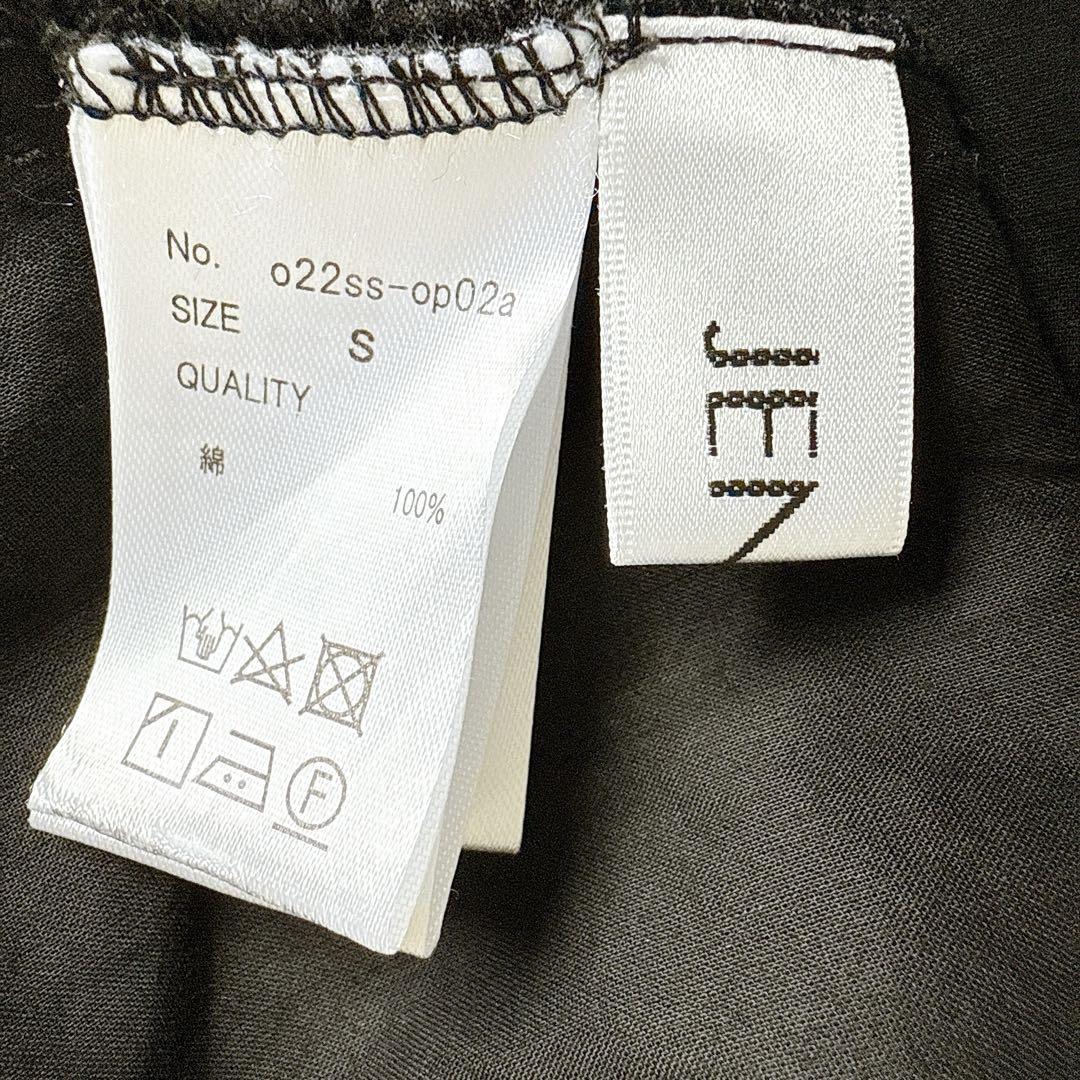 No. o22ss-op02a
SIZE S
QUALITY
綿 100%
F